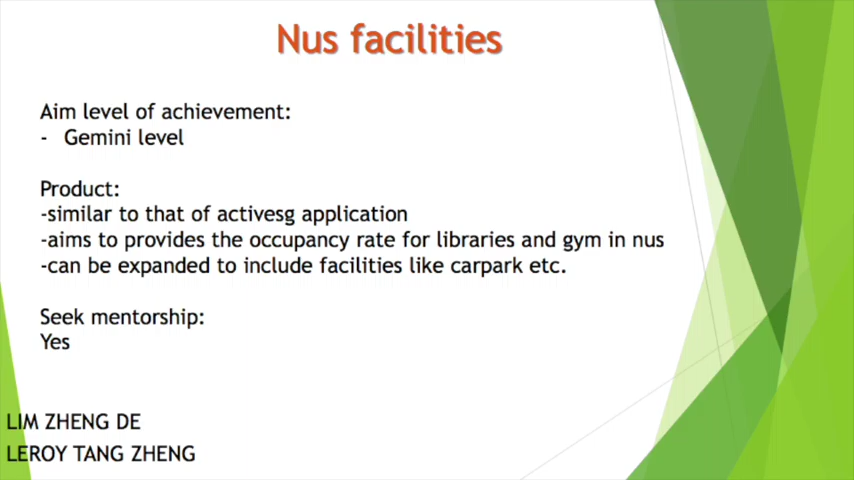 Nus facilities
Aim level of achievement:
- Gemini level
Product:
-similar to that of activesg application
-aims to provides the occupancy rate for libraries and gym in nus
-can be expanded to include facilities like carpark etc.
Seek mentorship:
Yes
LIM ZHENG DE
LEROY TANG ZHENG